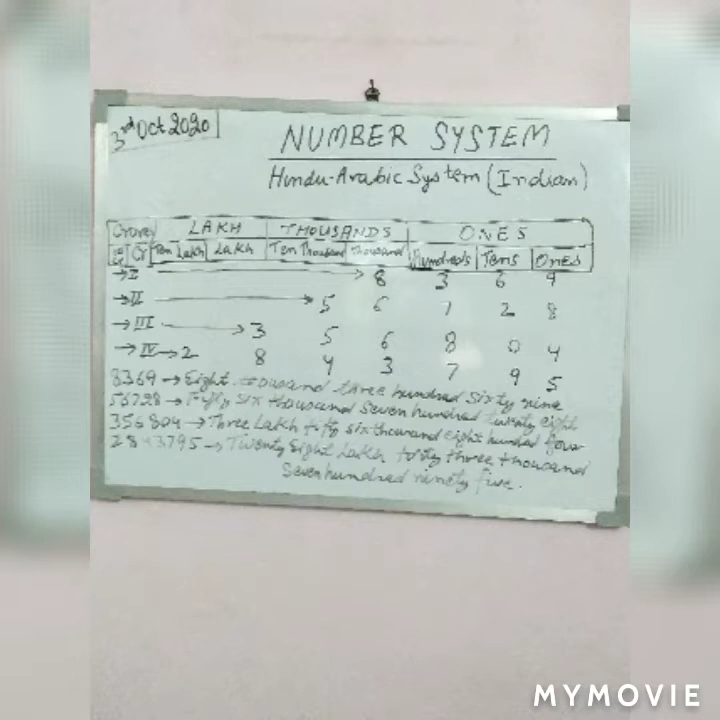 3rd Oct 2020
NUMBER SYSTEM
Hindu-Arabic System (Indian)
Crore LAKH THOUSANDS ONES
Cr Ten Lakh Lakh Ten Thousand Thousand Hundreds Tens Ones
→ I → 8 3 6 9
→ II → 5 6 7 2 8
→ III → 3 5 6 8 0 4
→ IV → 2 8 4 3 7 9 5
8369 → Eight thousand three hundred sixty nine
56728 → Fifty six thousand seven hundred twenty eight
356804 → Three Lakh fifty six thousand eight hundred four
2843795 → Twenty Eight Lakh forty three thousand
seven hundred ninety five.
MYMOVIE